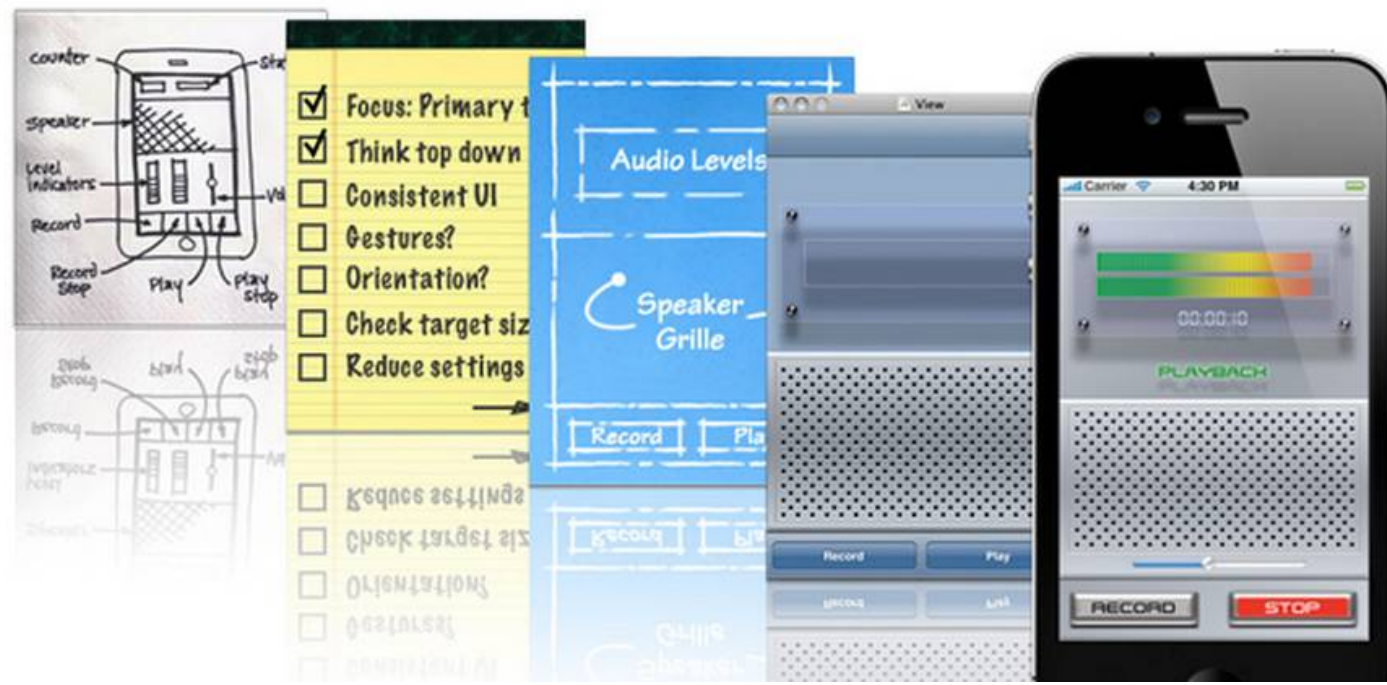 counter
Speaker
Level
Indicators
Record
Record
Stop
Play
Play
Stop
Focus: Primary
Think top down
Consistent UI
Gestures?
Orientation?
Check target
Reduce settings
Audio Levels
Speaker
Grille
Record
View
Record
Play
Carrier
4:30 PM
00:00:10
PLAYBACK
RECORD
STOP